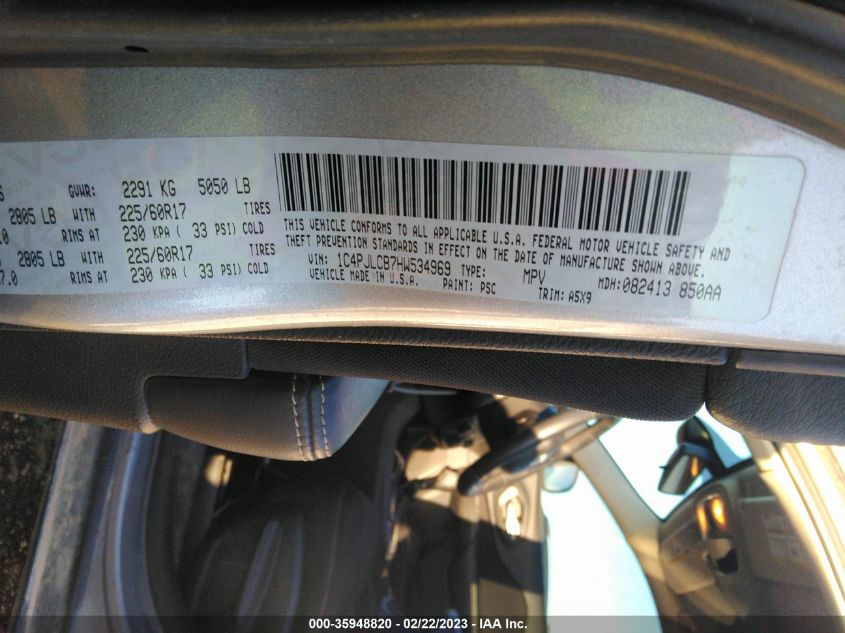 S GVWR: 2291 KG 5050 LB
2805 LB WITH 225/60R17 TIRES
.0 RIMS AT 230 KPA ( 33 PSI) COLD
2805 LB WITH 225/60R17 TIRES
7.0 RIMS AT 230 KPA ( 33 PSI) COLD
THIS VEHICLE CONFORMS TO ALL APPLICABLE U.S.A. FEDERAL MOTOR VEHICLE SAFETY AND
THEFT PREVENTION STANDARDS IN EFFECT ON THE DATE OF MANUFACTURE SHOWN ABOVE.
VIN: 1C4PJLCB7HW534969 TYPE: MPV MDH:082413 850AA
VEHICLE MADE IN U.S.A. PAINT: PSC TRIM: A5X9
000-35948820 - 02/22/2023 - IAA Inc.